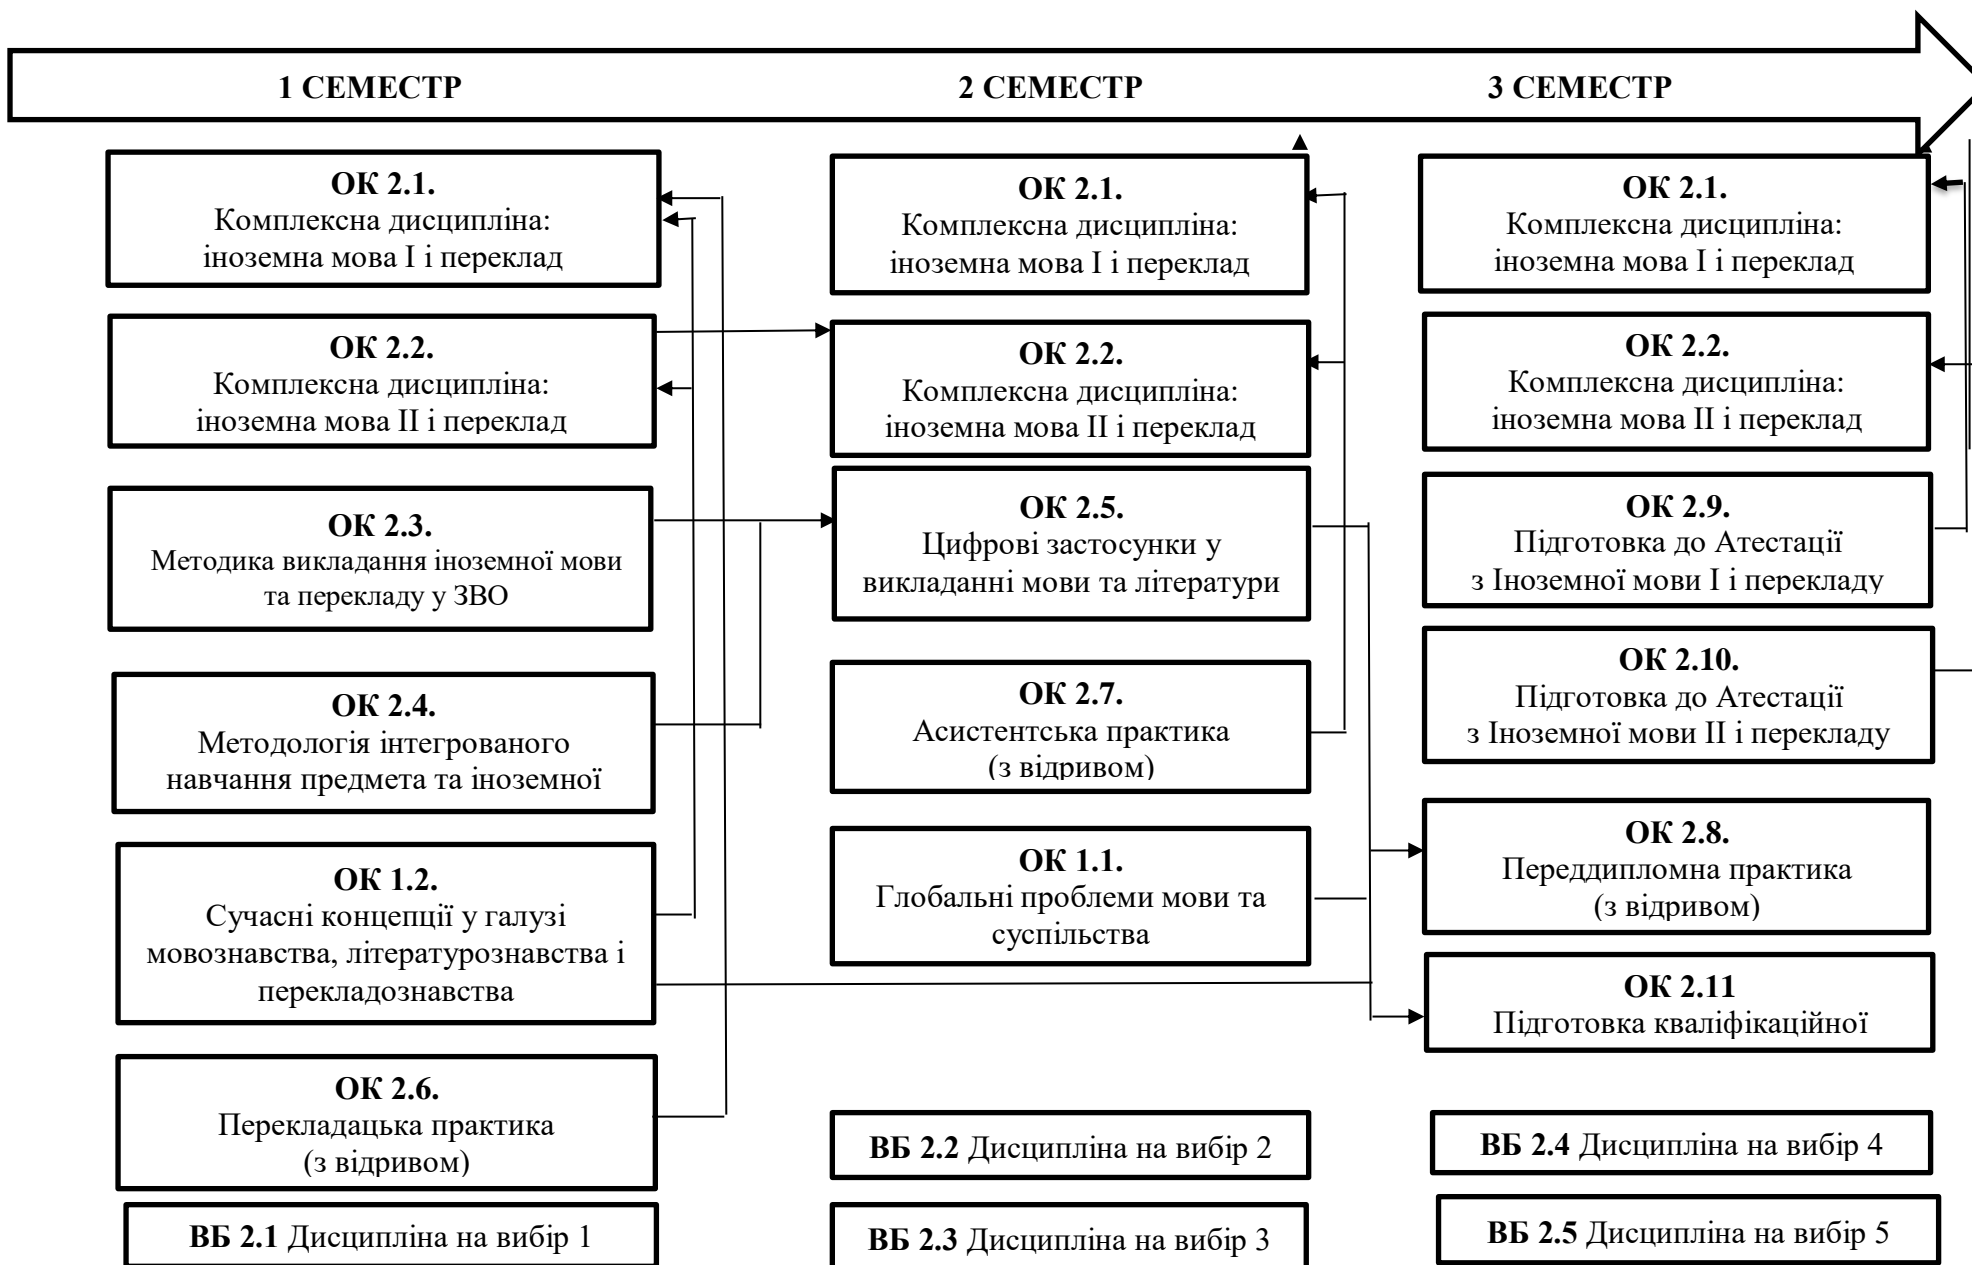 1 СЕМЕСТР
2 СЕМЕСТР
3 СЕМЕСТР
ОК 2.1.
Комплексна дисципліна:
іноземна мова І і переклад
ОК 2.2.
Комплексна дисципліна:
іноземна мова ІІ і переклад
ОК 2.3.
Методика викладання іноземної мови
та перекладу у ЗВО
ОК 2.4.
Методологія інтегрованого
навчання предмета та іноземної
ОК 1.2.
Сучасні концепції у галузі
мовознавства, літературознавства і
перекладознавства
ОК 2.6.
Перекладацька практика
(з відривом)
ВБ 2.1 Дисципліна на вибір 1
ОК 2.1.
Комплексна дисципліна:
іноземна мова І і переклад
ОК 2.2.
Комплексна дисципліна:
іноземна мова ІІ і переклад
ОК 2.5.
Цифрові застосунки у
викладанні мови та літератури
ОК 2.7.
Асистентська практика
(з відривом)
ОК 1.1.
Глобальні проблеми мови та
суспільства
ВБ 2.2 Дисципліна на вибір 2
ВБ 2.3 Дисципліна на вибір 3
ОК 2.1.
Комплексна дисципліна:
іноземна мова І і переклад
ОК 2.2.
Комплексна дисципліна:
іноземна мова ІІ і переклад
ОК 2.9.
Підготовка до Атестації
з Іноземної мови І і перекладу
ОК 2.10.
Підготовка до Атестації
з Іноземної мови ІІ і перекладу
ОК 2.8.
Переддипломна практика
(з відривом)
ОК 2.11
Підготовка кваліфікаційної
ВБ 2.4 Дисципліна на вибір 4
ВБ 2.5 Дисципліна на вибір 5